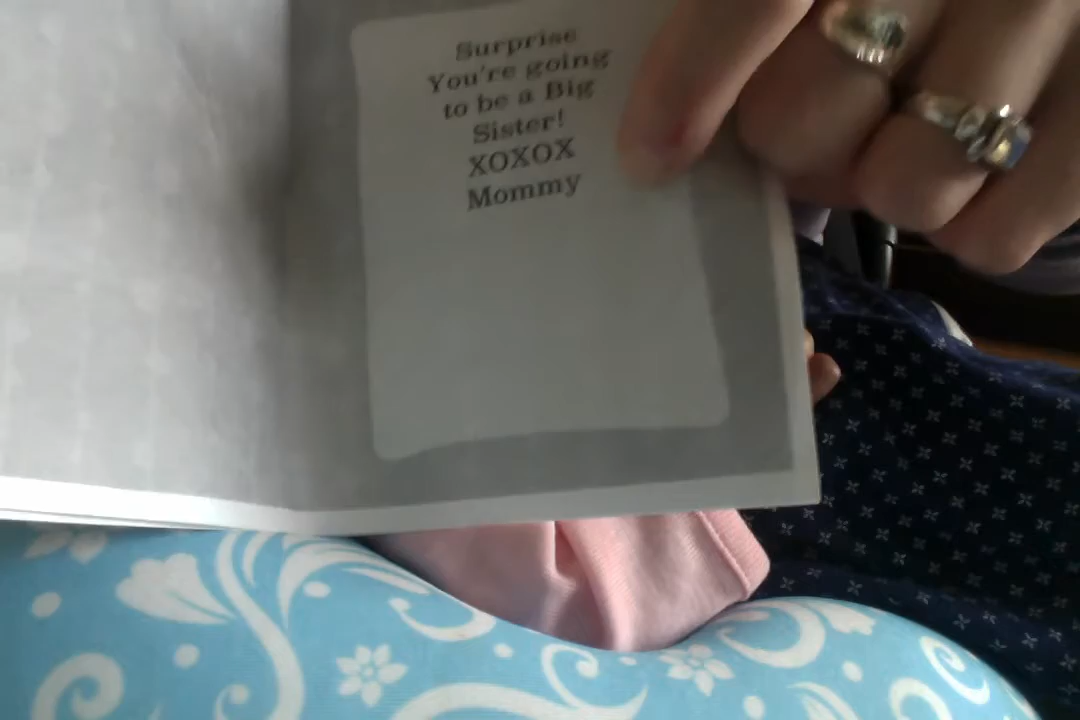 Surprise
You're going
to be a Big
Sister!
XOXOX
Mommy